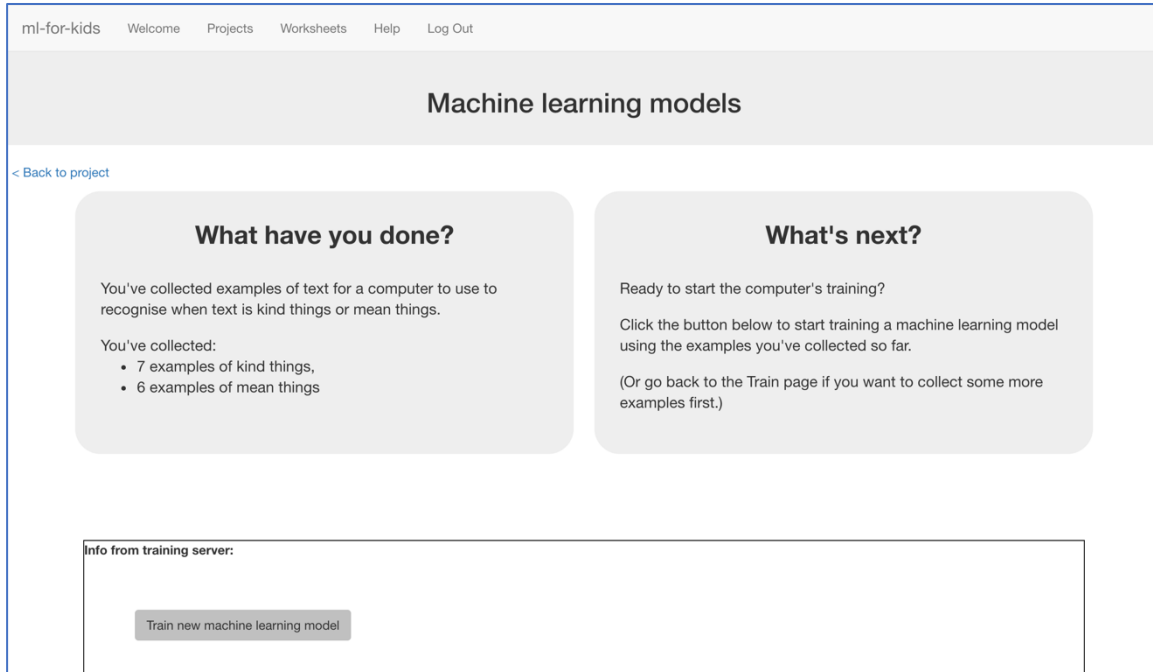 ml-for-kids Welcome Projects Worksheets Help Log Out
Machine learning models
< Back to project
What have you done?
You've collected examples of text for a computer to use to
recognise when text is kind things or mean things.
You've collected:
• 7 examples of kind things,
• 6 examples of mean things
What's next?
Ready to start the computer's training?
Click the button below to start training a machine learning model
using the examples you've collected so far.
(Or go back to the Train page if you want to collect some more
examples first.)
Info from training server:
Train new machine learning model